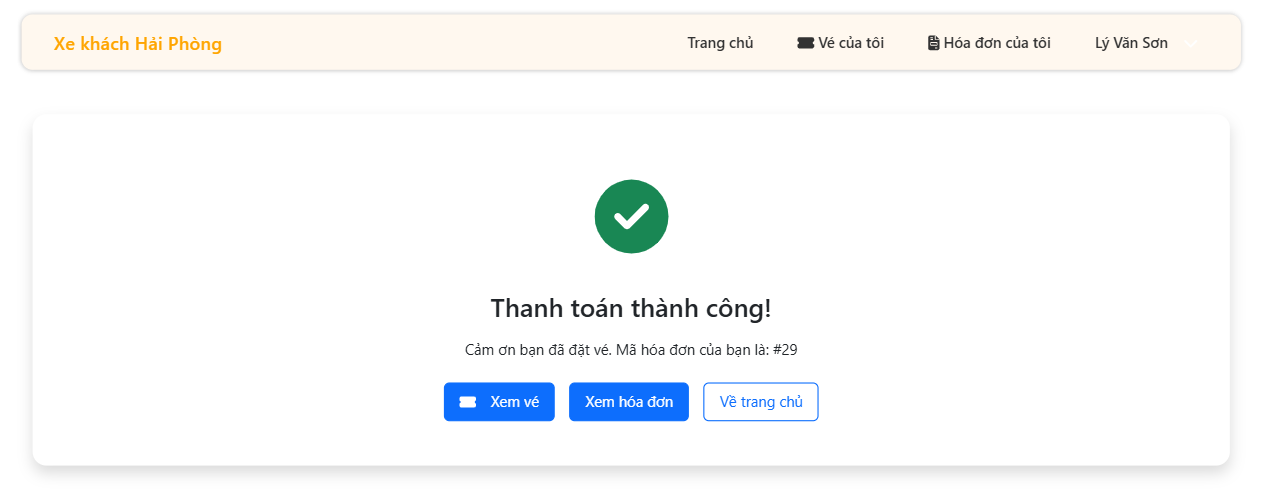 Xe khách Hải Phòng
Trang chủ Vé của tôi Hóa đơn của tôi Lý Văn Sơn
Thanh toán thành công!
Cảm ơn bạn đã đặt vé. Mã hóa đơn của bạn là: #29
Xem vé Xem hóa đơn Về trang chủ